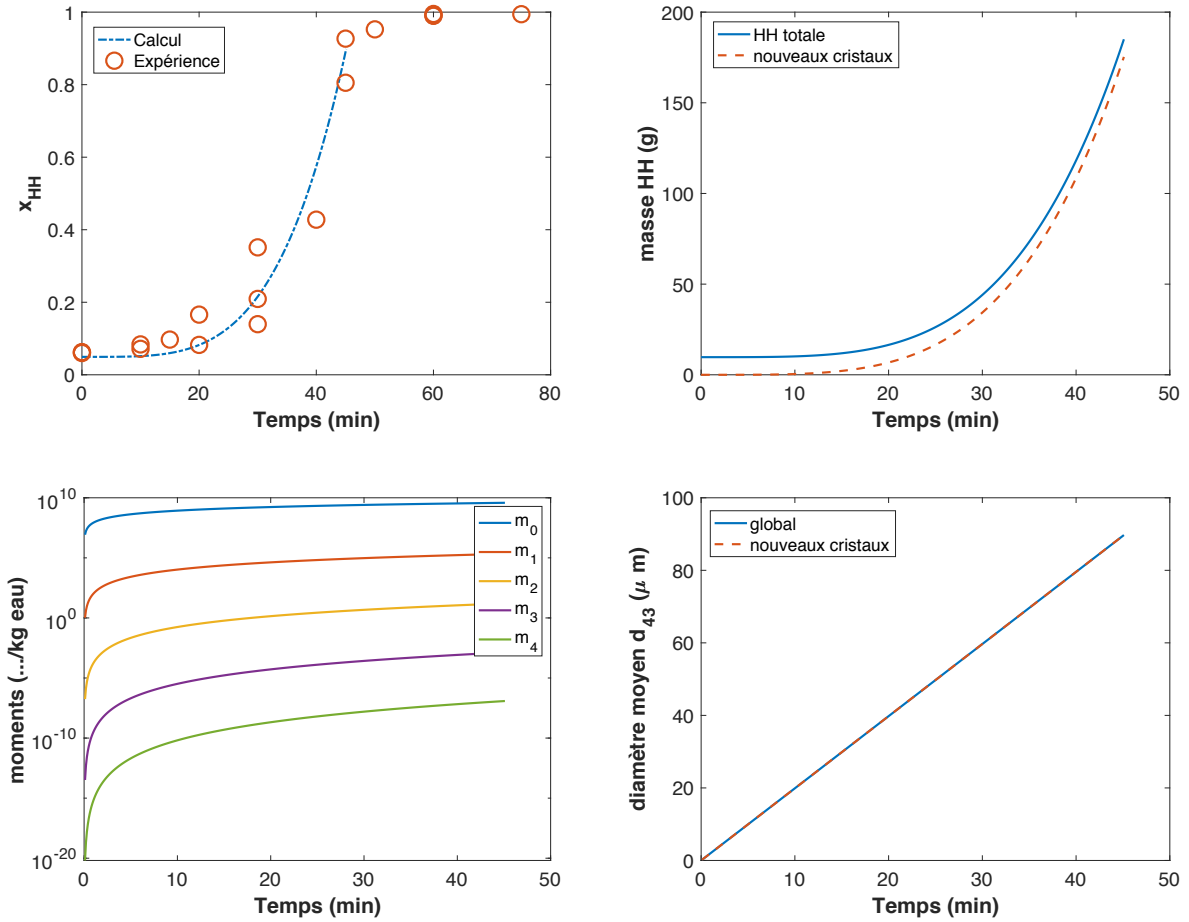 1
0.8
0.6
0.4
0.2
0
x_HH
Calcul
Expérience
0 20 40 60 80
Temps (min)
200
150
100
50
0
masse HH (g)
HH totale
nouveaux cristaux
0 10 20 30 40 50
Temps (min)
10^10
10^0
10^-10
10^-20
moments (.../kg eau)
m_0
m_1
m_2
m_3
m_4
0 10 20 30 40 50
Temps (min)
100
80
60
40
20
0
diamètre moyen d_43 (μ m)
global
nouveaux cristaux
0 10 20 30 40 50
Temps (min)